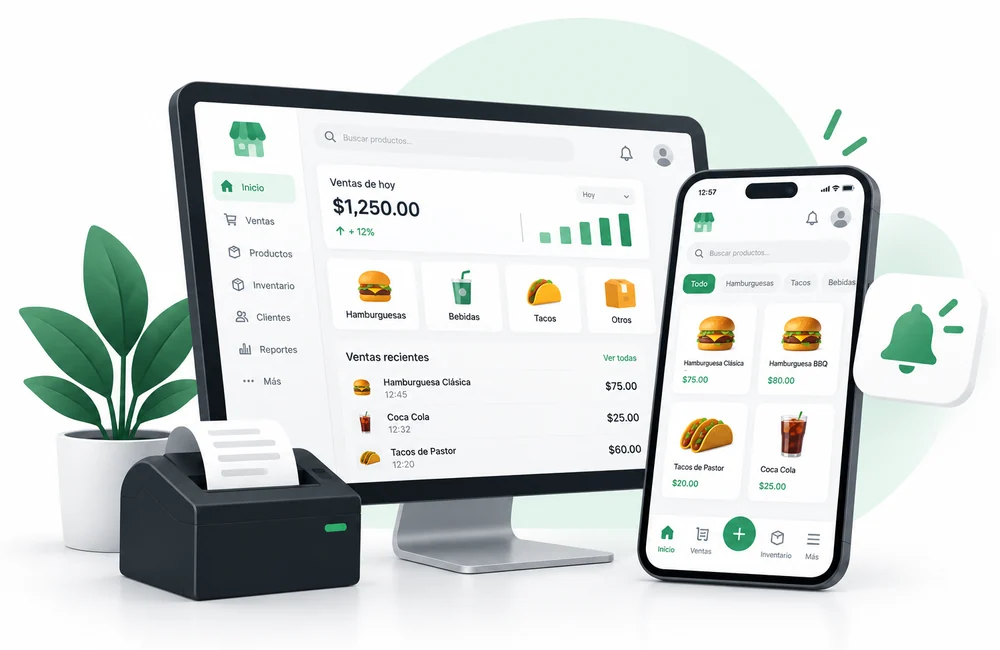 Buscar productos...
Inicio
Ventas
Productos
Inventario
Clientes
Reportes
Más
Ventas de hoy
$1,250.00
+ 12%
Hoy
Hamburguesas
Bebidas
Tacos
Otros
Ventas recientes
Ver todas
Hamburguesa Clásica
12:45
$75.00
Coca Cola
12:32
$25.00
Tacos de Pastor
12:20
$60.00
12:57
Buscar productos...
Todo
Hamburguesas
Tacos
Bebidas
Hamburguesa Clásica
$75.00
Hamburguesa BBQ
$80.00
Tacos de Pastor
$20.00
Coca Cola
$25.00
Inicio
Ventas
+
Inventario
Más